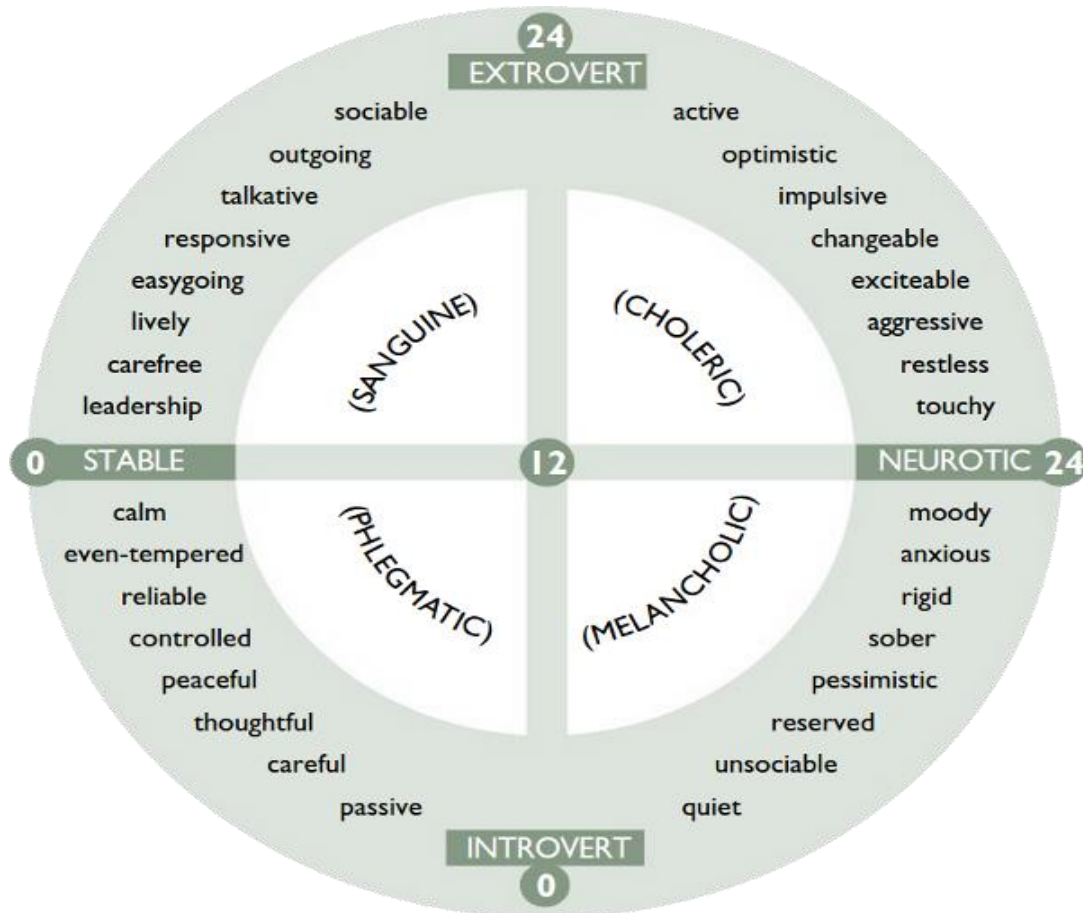 24
EXTROVERT
sociable
active
outgoing
optimistic
talkative
impulsive
responsive
changeable
easygoing
exciteable
lively
aggressive
carefree
restless
leadership
touchy
(SANGUINE)
(CHOLERIC)
0 STABLE
12
NEUROTIC 24
(PHLEGMATIC)
(MELANCHOLIC)
calm
moody
even-tempered
anxious
reliable
rigid
controlled
sober
peaceful
pessimistic
thoughtful
reserved
careful
unsociable
passive
quiet
INTROVERT
0